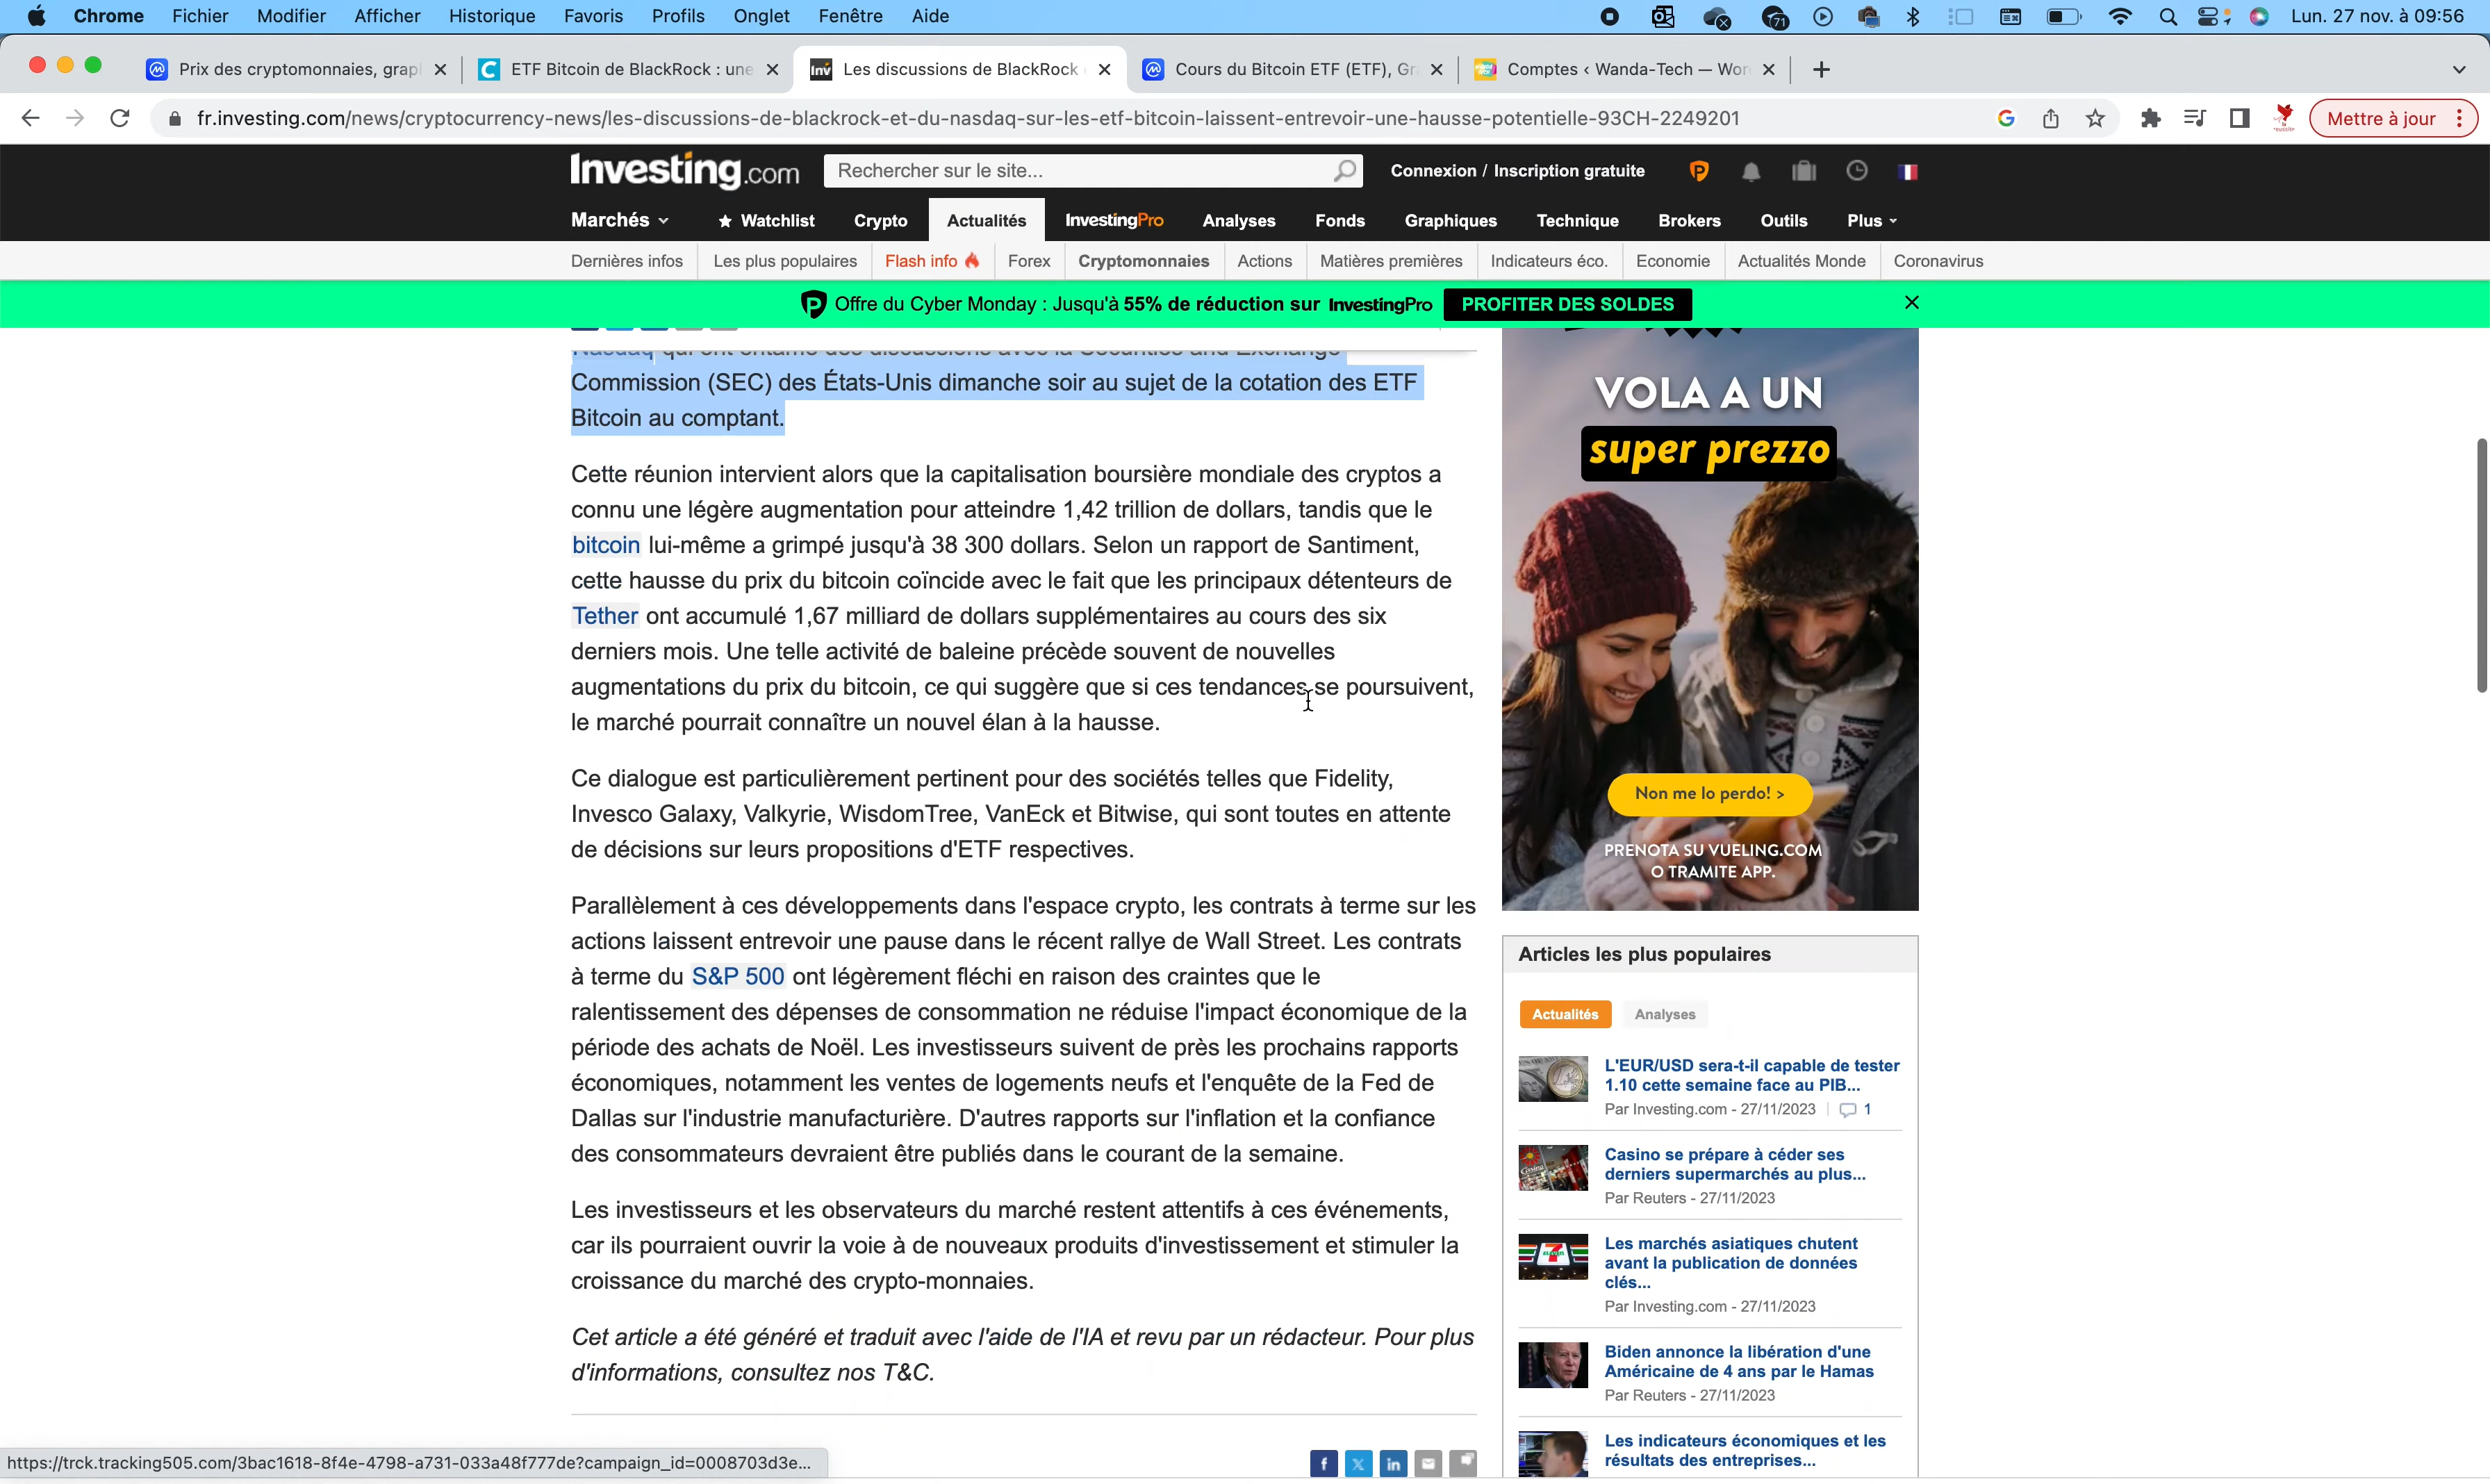 Chrome Fichier Modifier Afficher Historique Favoris Profils Onglet Fenêtre Aide
71
Lun. 27 nov. à 09:56
Prix des cryptomonnaies, grap
ETF Bitcoin de BlackRock : une
Inv Les discussions de BlackRock
Cours du Bitcoin ETF (ETF), Gr
Comptes ‹ Wanda-Tech — Wor
fr.investing.com/news/cryptocurrency-news/les-discussions-de-blackrock-et-du-nasdaq-sur-les-etf-bitcoin-laissent-entrevoir-une-hausse-potentielle-93CH-2249201
Mettre à jour
Investing.com
Rechercher sur le site...
Connexion / Inscription gratuite
Marchés Watchlist Crypto Actualités InvestingPro Analyses Fonds Graphiques Technique Brokers Outils Plus
Dernières infos Les plus populaires Flash info Forex Cryptomonnaies Actions Matières premières Indicateurs éco. Economie Actualités Monde Coronavirus
Offre du Cyber Monday : Jusqu'à 55% de réduction sur InvestingPro PROFITER DES SOLDES
Nasdaq qui ont entamé des discussions avec la Securities and Exchange
Commission (SEC) des États-Unis dimanche soir au sujet de la cotation des ETF
Bitcoin au comptant.
Cette réunion intervient alors que la capitalisation boursière mondiale des cryptos a
connu une légère augmentation pour atteindre 1,42 trillion de dollars, tandis que le
bitcoin lui-même a grimpé jusqu'à 38 300 dollars. Selon un rapport de Santiment,
cette hausse du prix du bitcoin coïncide avec le fait que les principaux détenteurs de
Tether ont accumulé 1,67 milliard de dollars supplémentaires au cours des six
derniers mois. Une telle activité de baleine précède souvent de nouvelles
augmentations du prix du bitcoin, ce qui suggère que si ces tendances se poursuivent,
le marché pourrait connaître un nouvel élan à la hausse.
Ce dialogue est particulièrement pertinent pour des sociétés telles que Fidelity,
Invesco Galaxy, Valkyrie, WisdomTree, VanEck et Bitwise, qui sont toutes en attente
de décisions sur leurs propositions d'ETF respectives.
Parallèlement à ces développements dans l'espace crypto, les contrats à terme sur les
actions laissent entrevoir une pause dans le récent rallye de Wall Street. Les contrats
à terme du S&P 500 ont légèrement fléchi en raison des craintes que le
ralentissement des dépenses de consommation ne réduise l'impact économique de la
période des achats de Noël. Les investisseurs suivent de près les prochains rapports
économiques, notamment les ventes de logements neufs et l'enquête de la Fed de
Dallas sur l'industrie manufacturière. D'autres rapports sur l'inflation et la confiance
des consommateurs devraient être publiés dans le courant de la semaine.
Les investisseurs et les observateurs du marché restent attentifs à ces événements,
car ils pourraient ouvrir la voie à de nouveaux produits d'investissement et stimuler la
croissance du marché des crypto-monnaies.
Cet article a été généré et traduit avec l'aide de l'IA et revu par un rédacteur. Pour plus
d'informations, consultez nos T&C.
VOLA A UN
super prezzo
Non me lo perdo! >
PRENOTA SU VUELING.COM
O TRAMITE APP.
Articles les plus populaires
Actualités Analyses
L'EUR/USD sera-t-il capable de tester
1.10 cette semaine face au PIB...
Par Investing.com - 27/11/2023 1
Casino se prépare à céder ses
derniers supermarchés au plus...
Par Reuters - 27/11/2023
Les marchés asiatiques chutent
avant la publication de données
clés...
Par Investing.com - 27/11/2023
Biden annonce la libération d'une
Américaine de 4 ans par le Hamas
Par Reuters - 27/11/2023
Les indicateurs économiques et les
résultats des entreprises...
https://trck.tracking505.com/3bac1618-8f4e-4798-a731-033a48f777de?campaign_id=0008703d3e...